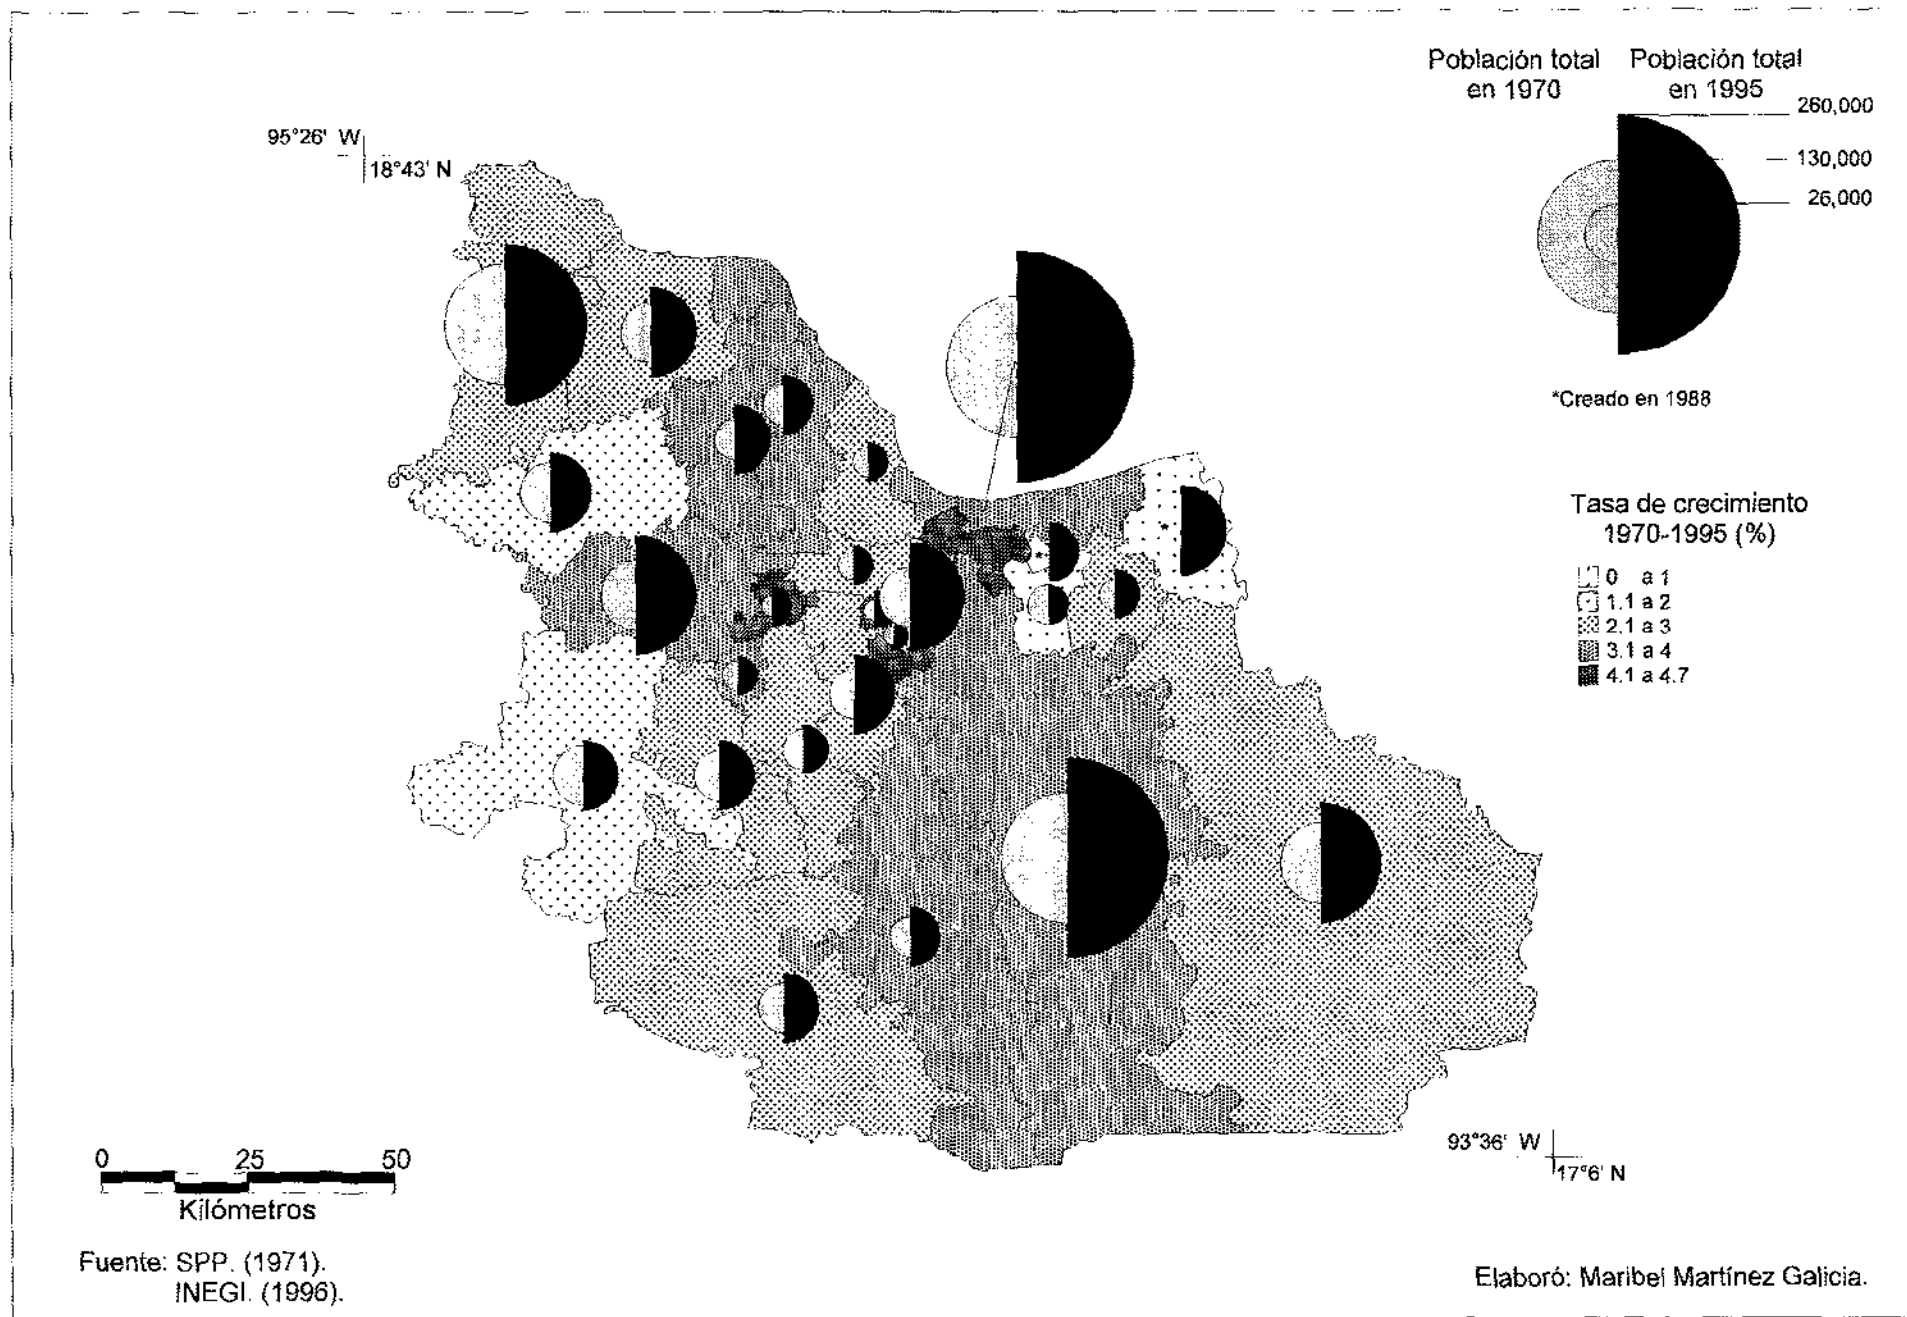 Población total Población total
en 1970 en 1995
260,000
130,000
26,000
*Creado en 1988
95°26' W
18°43' N
*
*
Tasa de crecimiento
1970-1995 (%)
0 a 1
1.1 a 2
2.1 a 3
3.1 a 4
4.1 a 4.7
93°36' W
17°6' N
0 25 50
Kilómetros
Fuente: SPP. (1971).
INEGI. (1996).
Elaboró: Maribel Martínez Galicia.